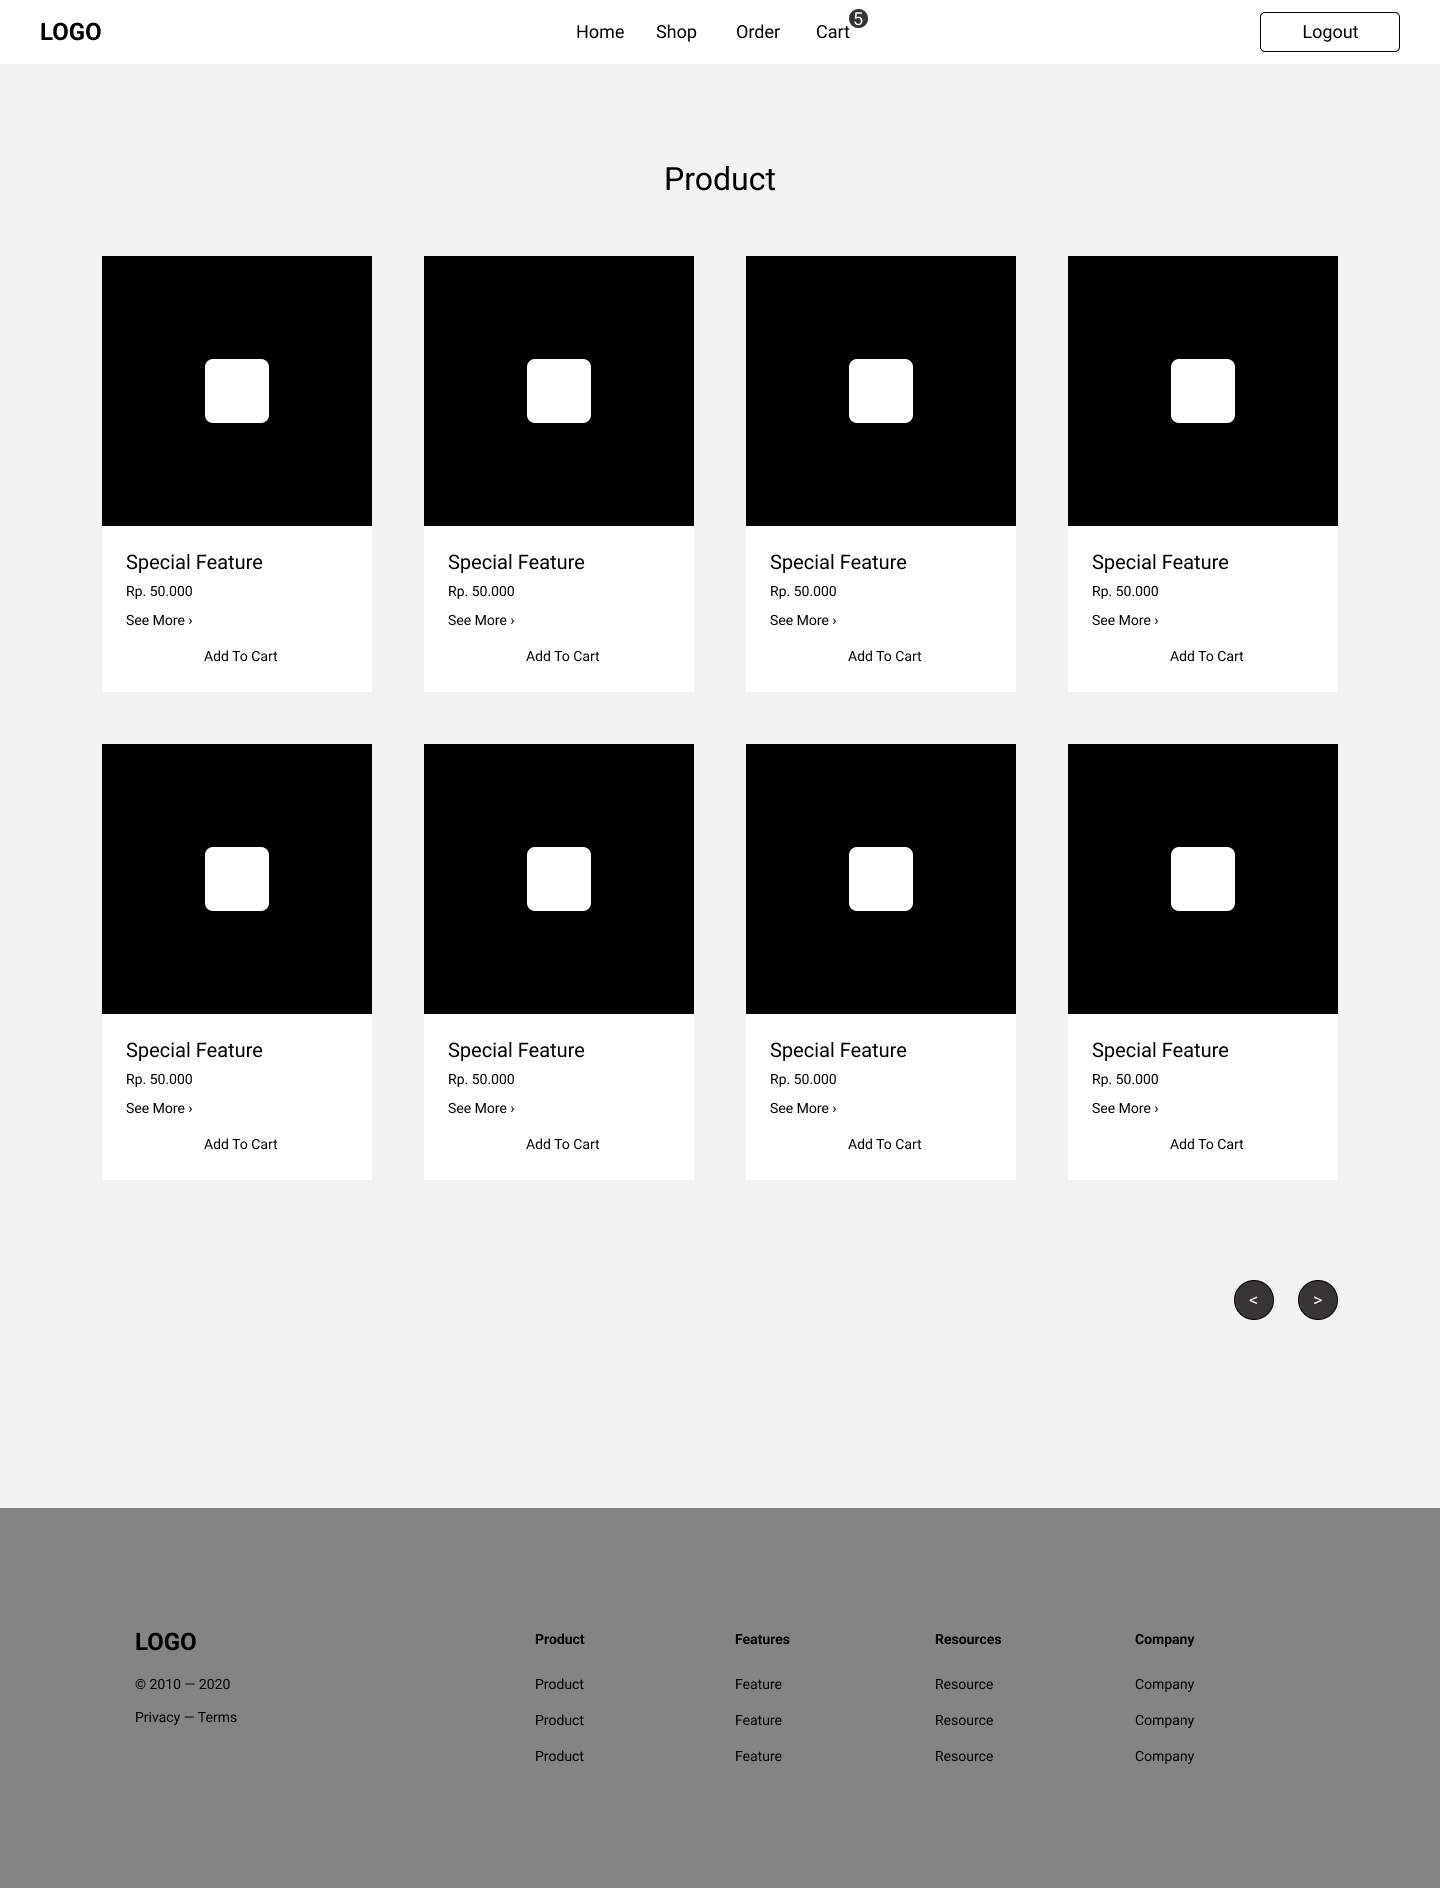 LOGO
Home Shop Order Cart 5
Logout
Product
Special Feature
Rp. 50.000
See More ›
Add To Cart
Special Feature
Rp. 50.000
See More ›
Add To Cart
Special Feature
Rp. 50.000
See More ›
Add To Cart
Special Feature
Rp. 50.000
See More ›
Add To Cart
Special Feature
Rp. 50.000
See More ›
Add To Cart
Special Feature
Rp. 50.000
See More ›
Add To Cart
Special Feature
Rp. 50.000
See More ›
Add To Cart
Special Feature
Rp. 50.000
See More ›
Add To Cart
< >
LOGO
© 2010 — 2020
Privacy — Terms
Product
Product
Product
Product
Features
Feature
Feature
Feature
Resources
Resource
Resource
Resource
Company
Company
Company
Company